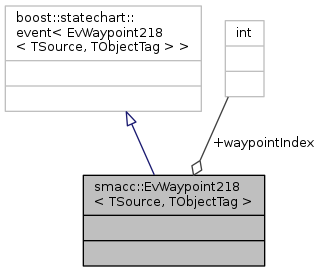 boost::statechart::
event< EvWaypoint218
< TSource, TObjectTag > >
int
+waypointIndex
smacc::EvWaypoint218
< TSource, TObjectTag >